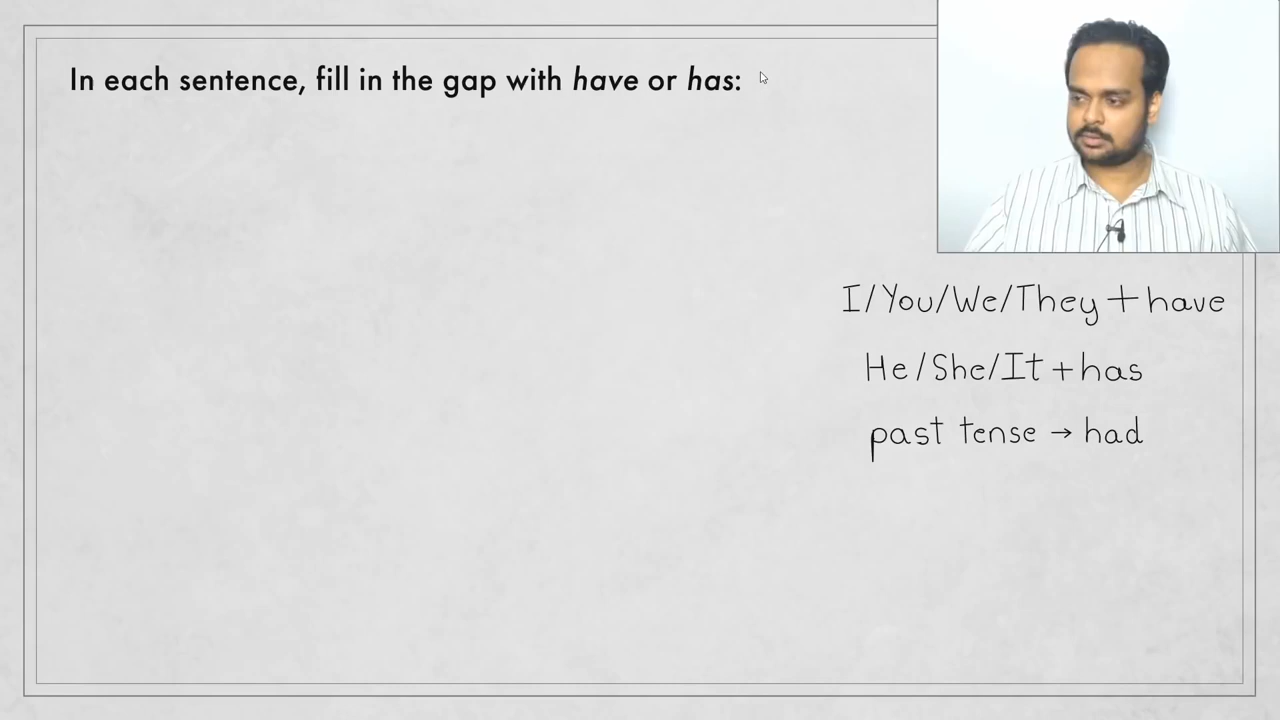 In each sentence, fill in the gap with have or has:
I/You/We/They + have
He/She/It + has
past tense → had